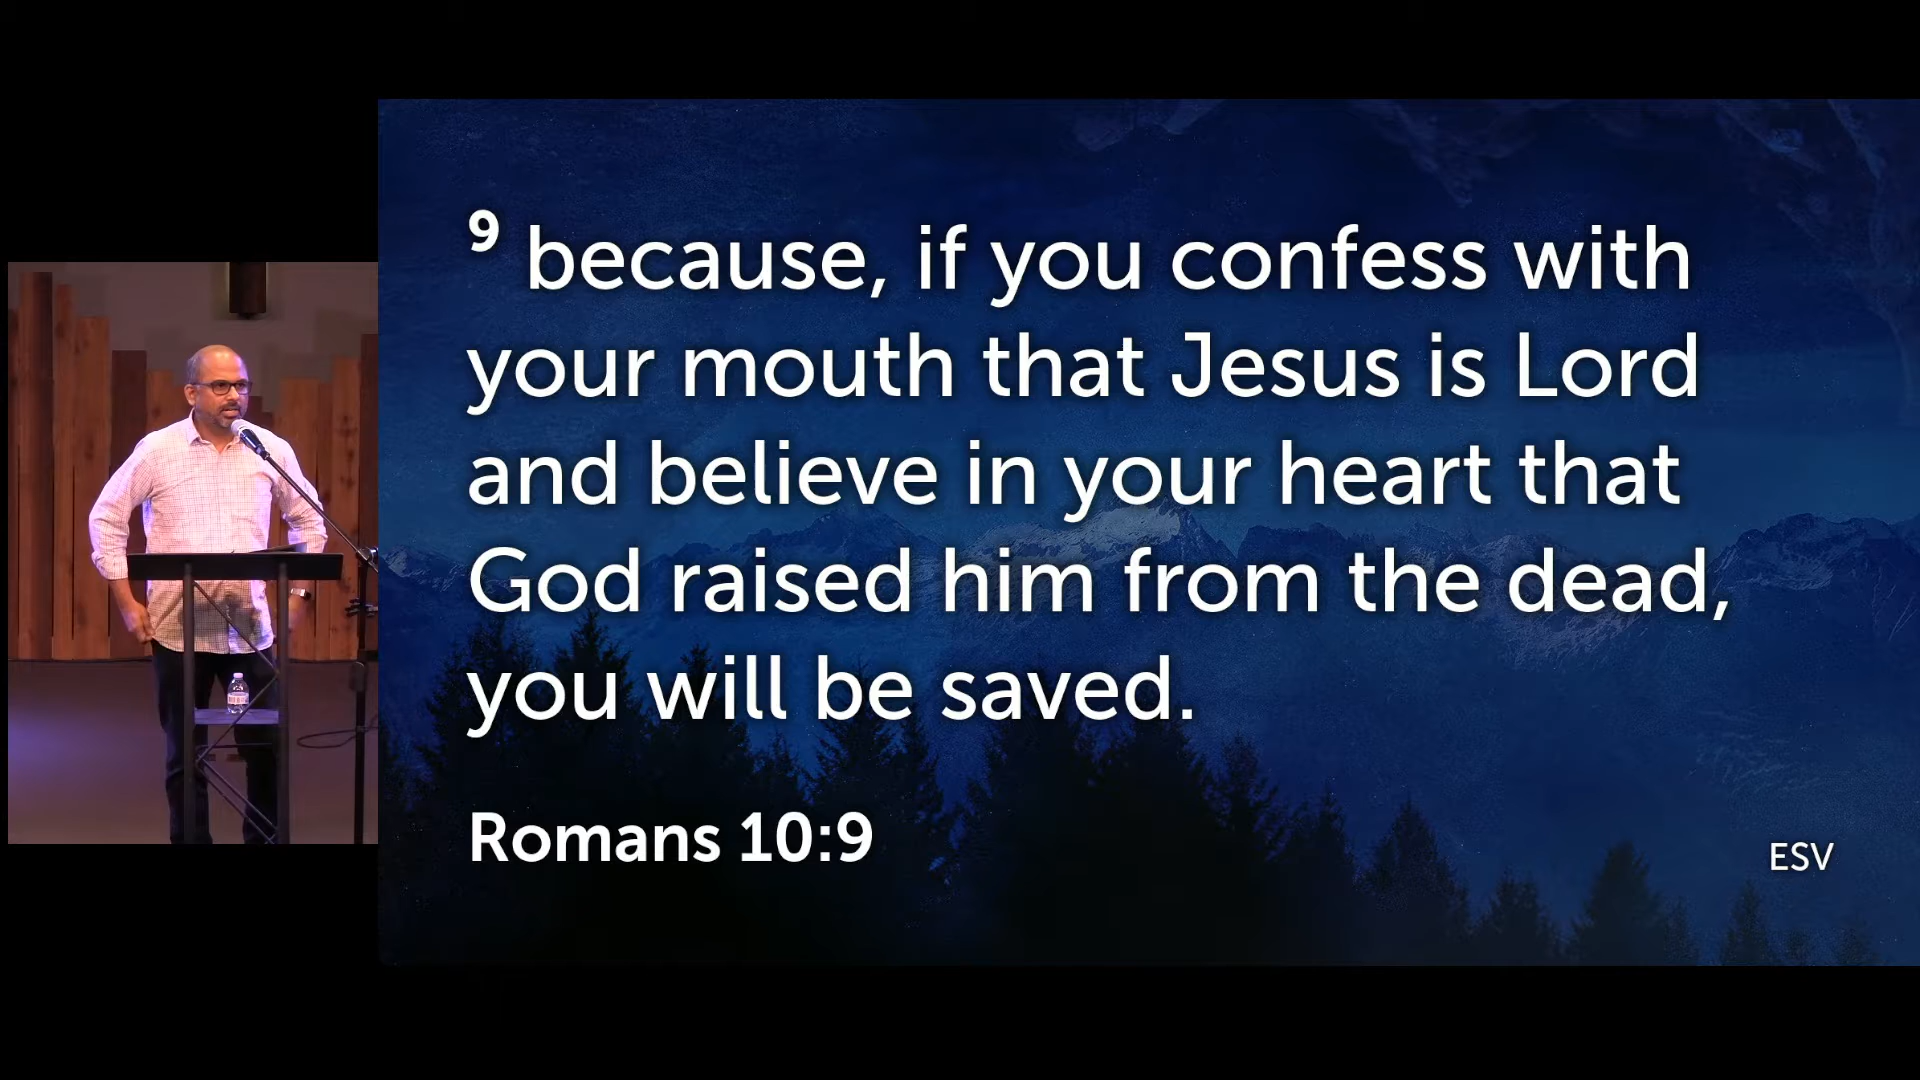 9 because, if you confess with
your mouth that Jesus is Lord
and believe in your heart that
God raised him from the dead,
you will be saved.
Romans 10:9
ESV